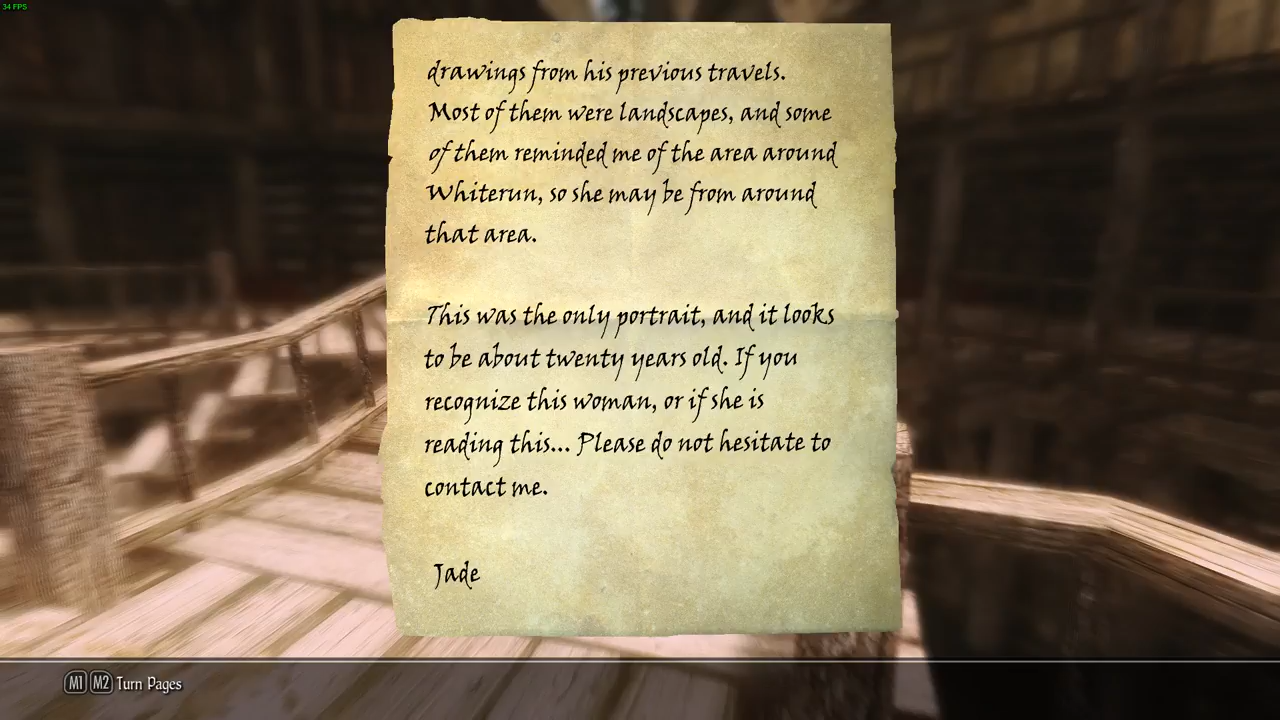 34 FPS
drawings from his previous travels.
Most of them were landscapes, and some
of them reminded me of the area around
Whiterun, so she may be from around
that area.
This was the only portrait, and it looks
to be about twenty years old. If you
recognize this woman, or if she is
reading this... Please do not hesitate to
contact me.
Jade
M1 M2 Turn Pages